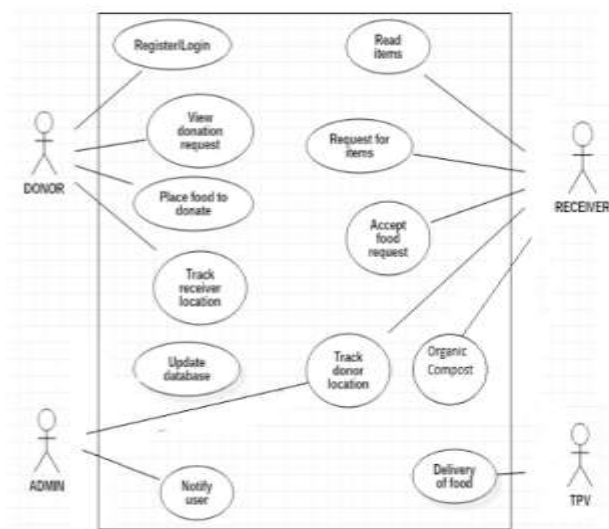 Register/Login
Read
items
View
donation
request
Request for
items
DONOR
RECEIVER
Place food to
donate
Accept
food
request
Track
receiver
location
Update
database
Track
donor
location
Organic
Compost
ADMIN
Notify
user
Delivery
of food
TPV